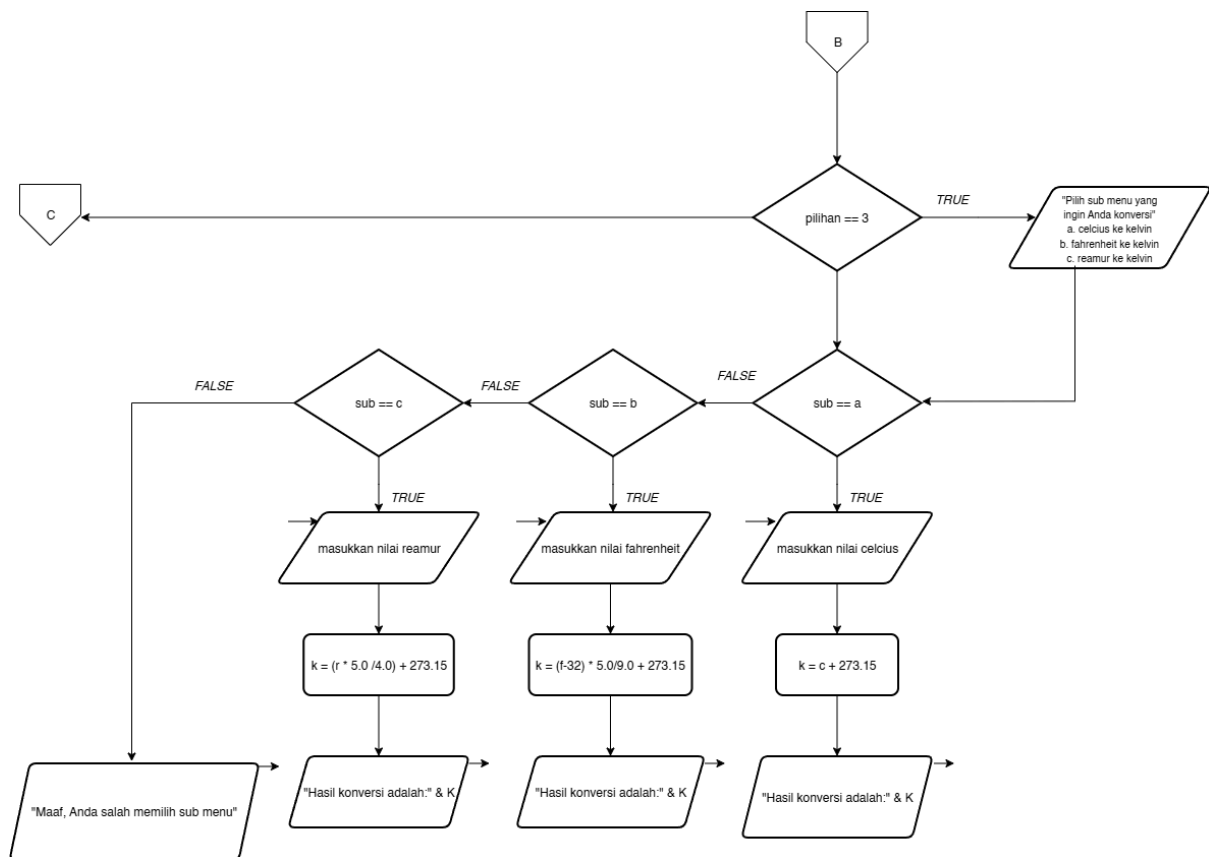 B
C
pilihan == 3
TRUE
"Pilih sub menu yang
ingin Anda konversi"
a. celcius ke kelvin
b. fahrenheit ke kelvin
c. reamur ke kelvin
FALSE
sub == c
FALSE
sub == b
FALSE
sub == a
TRUE
TRUE
TRUE
masukkan nilai reamur
masukkan nilai fahrenheit
masukkan nilai celcius
k = (r * 5.0 /4.0) + 273.15
k = (f-32) * 5.0/9.0 + 273.15
k = c + 273.15
"Maaf, Anda salah memilih sub menu"
"Hasil konversi adalah:" & K
"Hasil konversi adalah:" & K
"Hasil konversi adalah:" & K